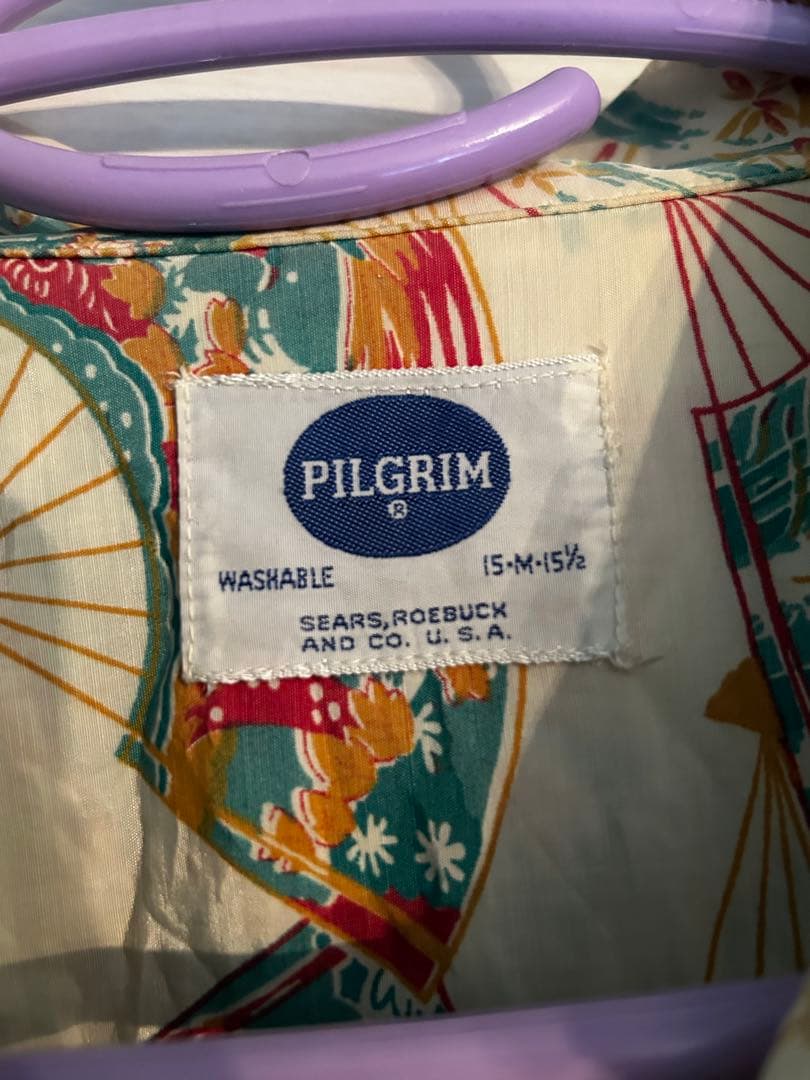 PILGRIM
®
WASHABLE 15·M·15½
SEARS, ROEBUCK
AND CO. U. S. A.